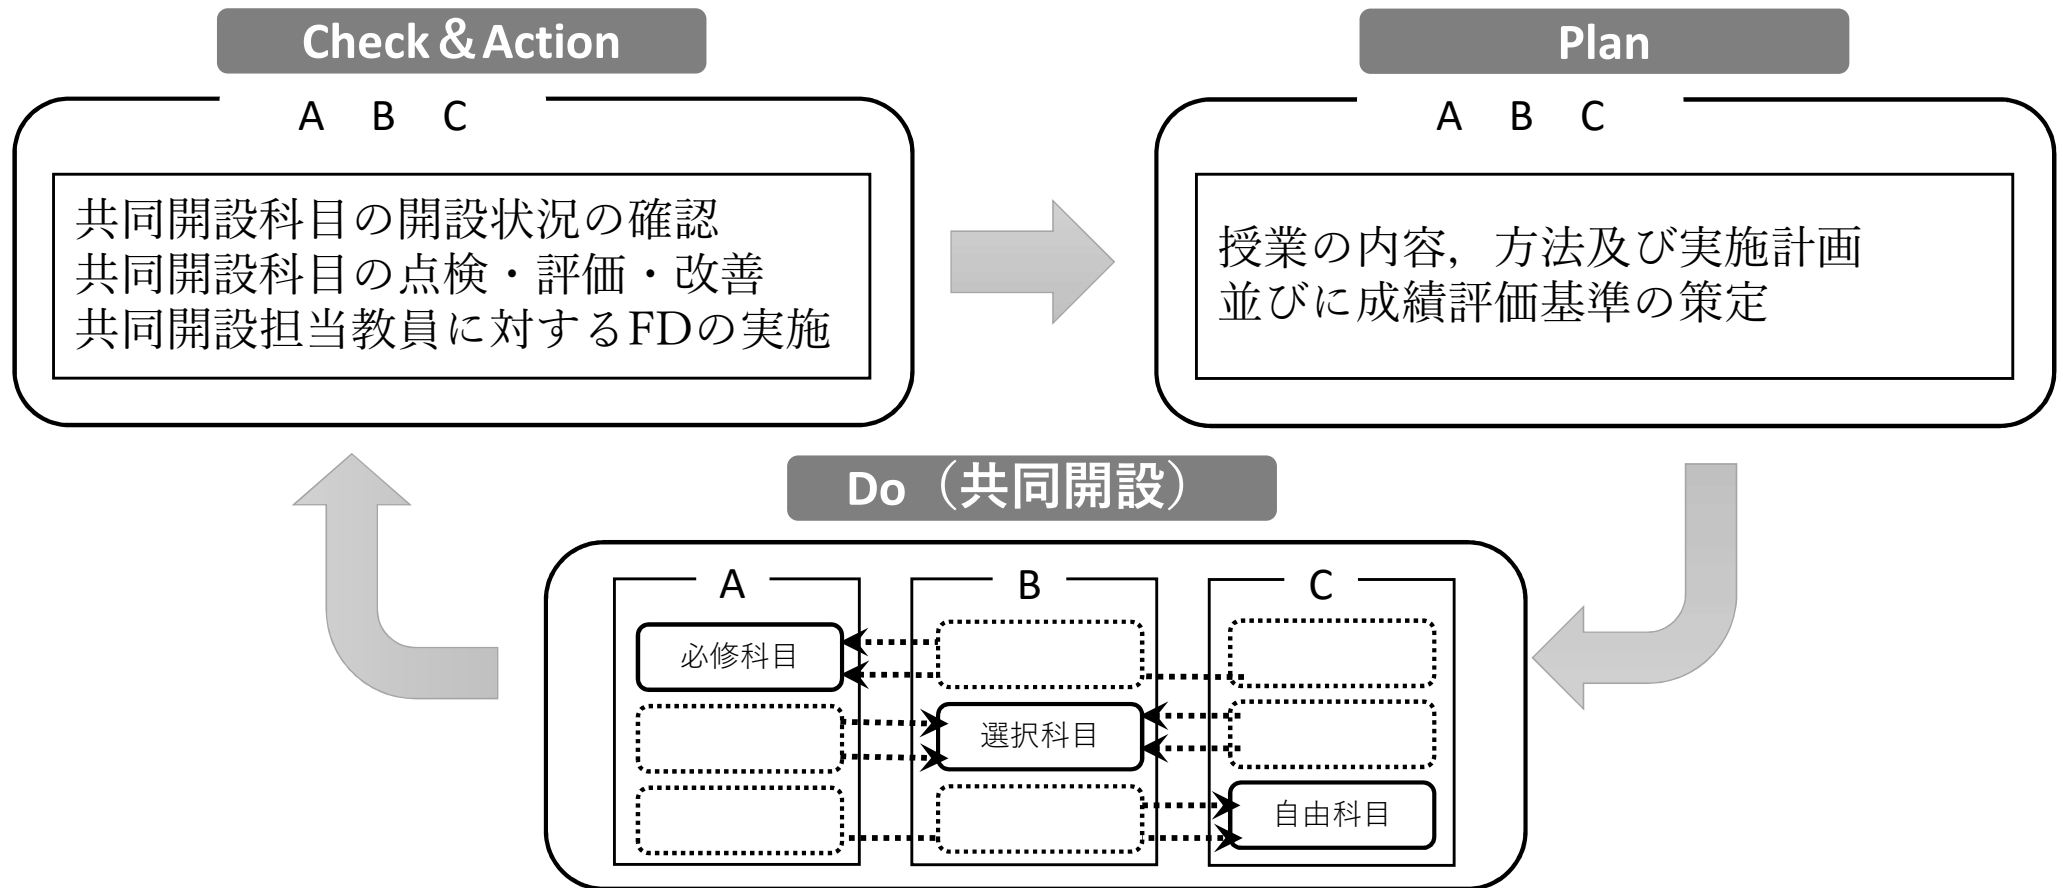 Check＆Action
A B C
共同開設科目の開設状況の確認
共同開設科目の点検・評価・改善
共同開設担当教員に対するFDの実施
Plan
A B C
授業の内容，方法及び実施計画
並びに成績評価基準の策定
Do（共同開設）
A
B
C
必修科目
選択科目
自由科目